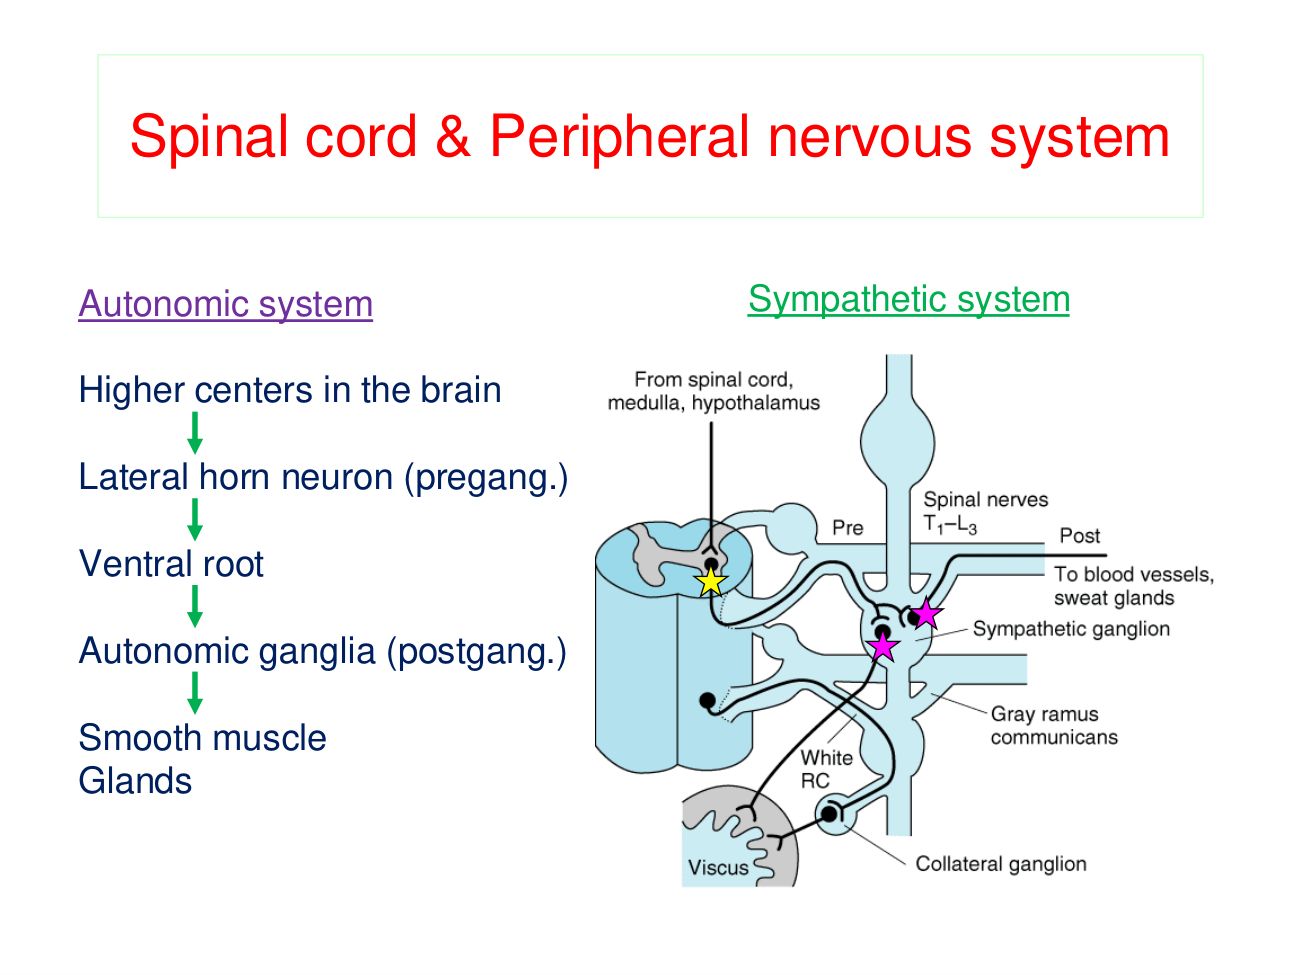 Spinal cord & Peripheral nervous system
Autonomic system
Higher centers in the brain
Lateral horn neuron (pregang.)
Ventral root
Autonomic ganglia (postgang.)
Smooth muscle
Glands
Sympathetic system
From spinal cord,
medulla, hypothalamus
Pre
Spinal nerves
T1–L3
Post
To blood vessels,
sweat glands
Sympathetic ganglion
Gray ramus
communicans
White
RC
Viscus
Collateral ganglion